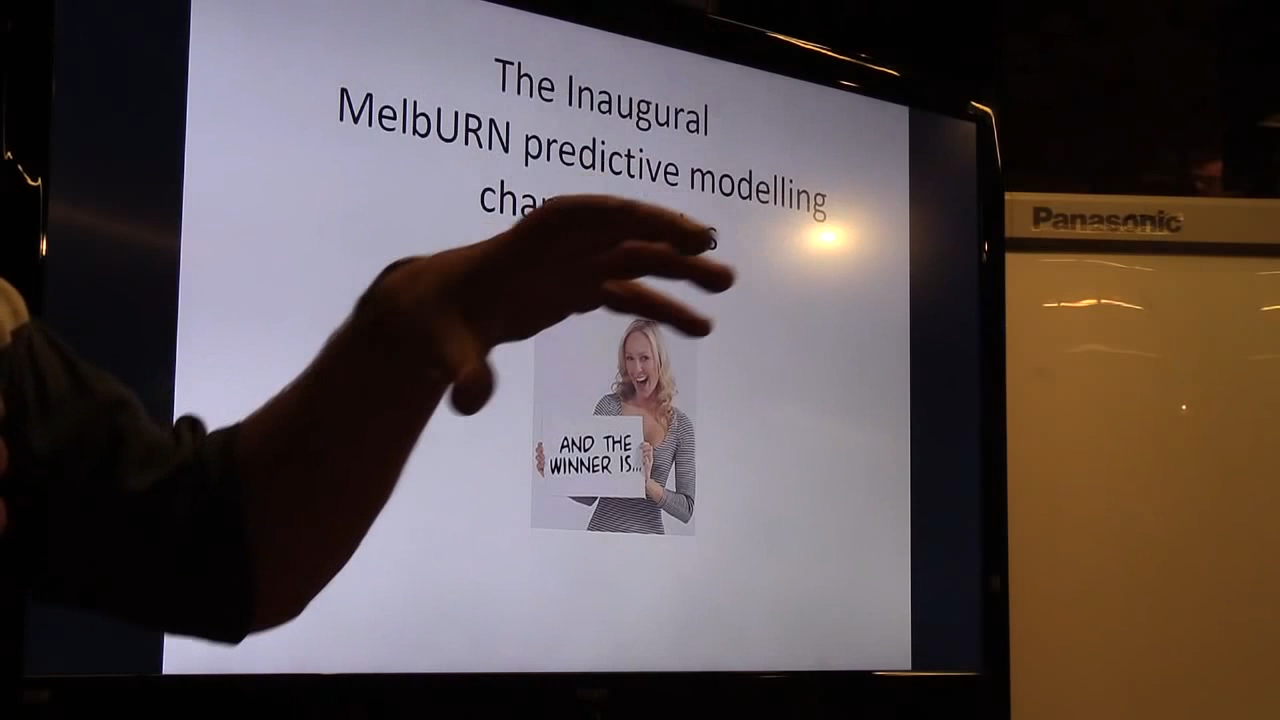 The Inaugural
MelbURN predictive modelling
AND THE
WINNER IS...
Panasonic